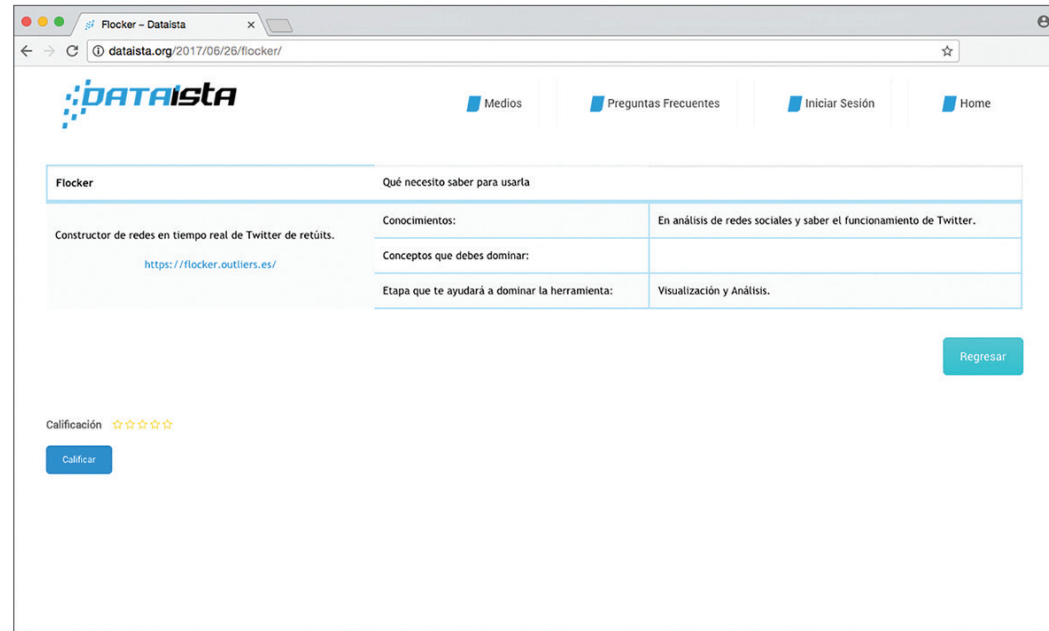 Flocker – Dataista
dataista.org/2017/06/26/flocker/
DATAista
Medios
Preguntas Frecuentes
Iniciar Sesión
Home
Flocker
Qué necesito saber para usarla
Constructor de redes en tiempo real de Twitter de retúits.
https://flocker.outliers.es/
Conocimientos:
En análisis de redes sociales y saber el funcionamiento de Twitter.
Conceptos que debes dominar:
Etapa que te ayudará a dominar la herramienta:
Visualización y Análisis.
Regresar
Calificación
Calificar